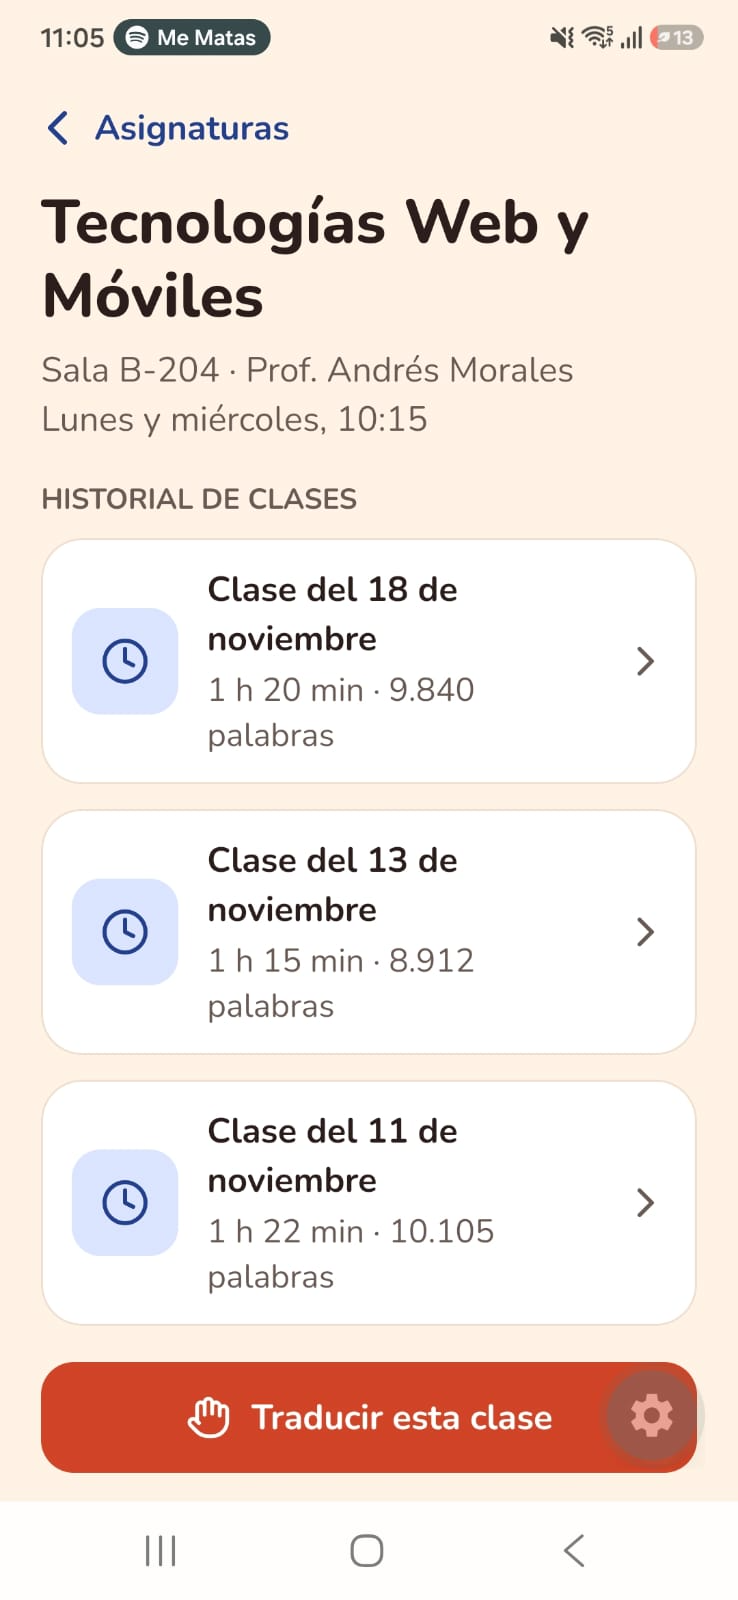 11:05 Me Matas 5 13
Asignaturas
Tecnologías Web y
Móviles
Sala B-204 · Prof. Andrés Morales
Lunes y miércoles, 10:15
HISTORIAL DE CLASES
Clase del 18 de
noviembre
1 h 20 min · 9.840
palabras
Clase del 13 de
noviembre
1 h 15 min · 8.912
palabras
Clase del 11 de
noviembre
1 h 22 min · 10.105
palabras
Traducir esta clase